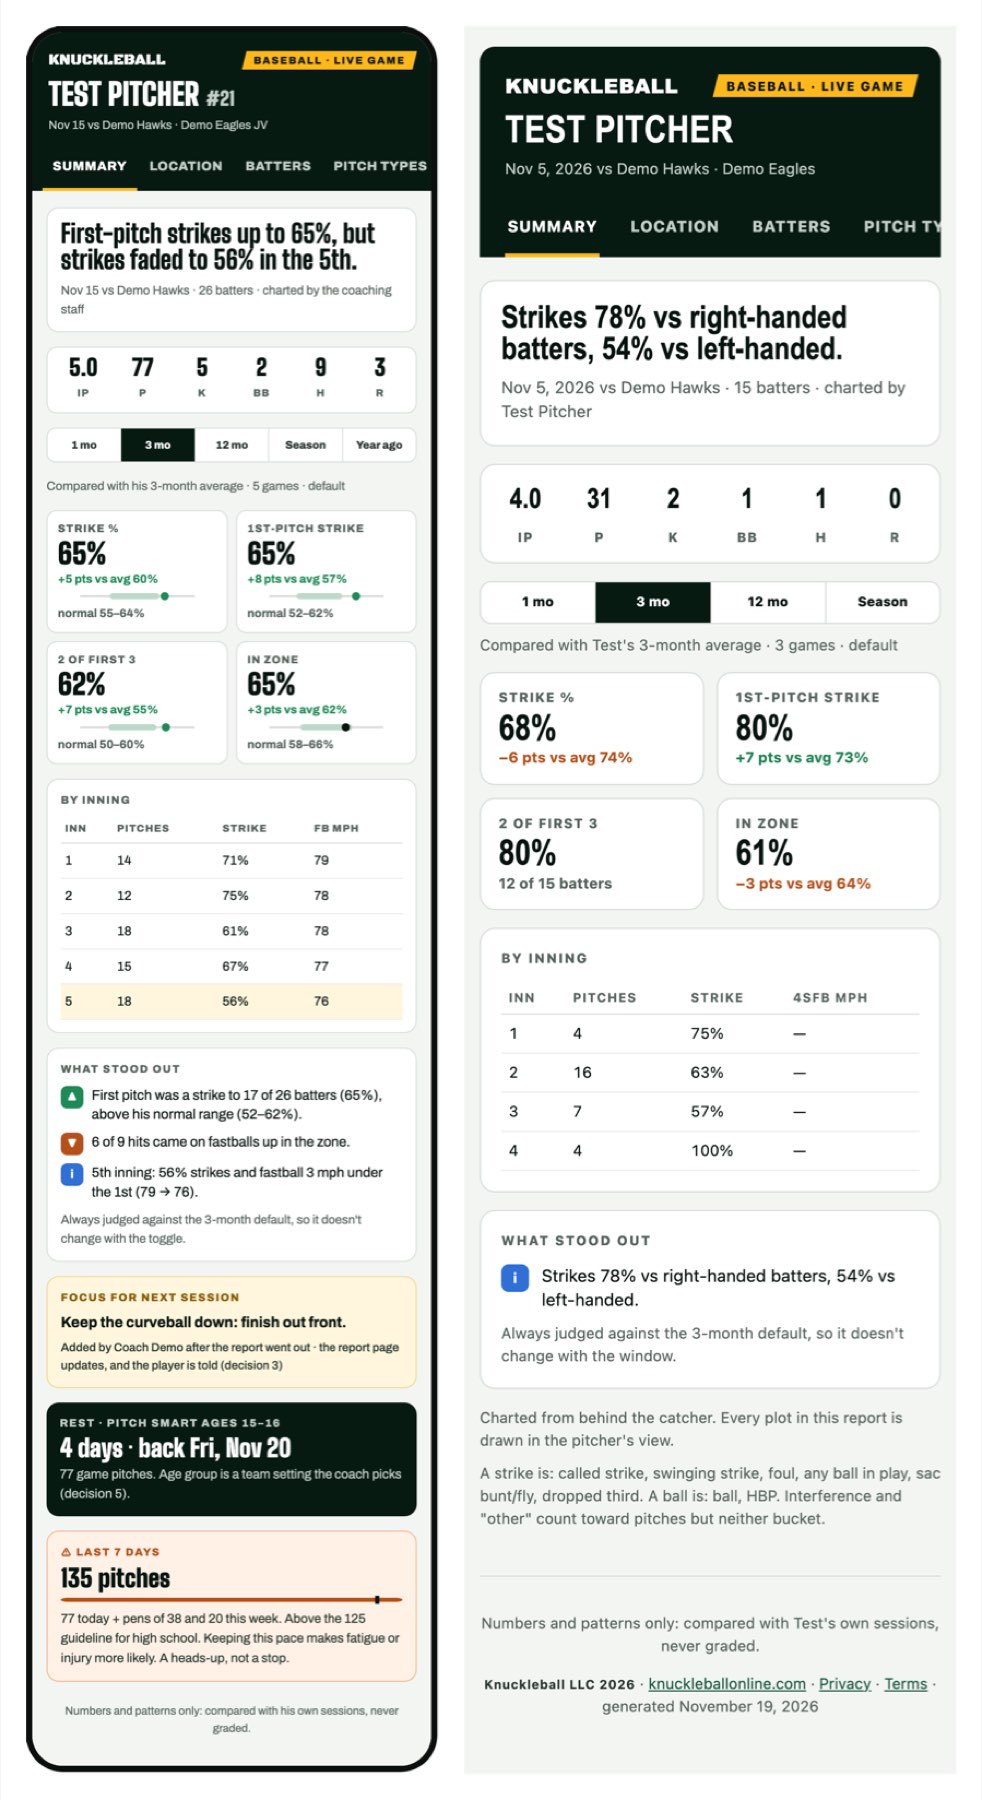 KNUCKLEBALL
BASEBALL · LIVE GAME
TEST PITCHER #21
Nov 15 vs Demo Hawks · Demo Eagles JV
SUMMARY LOCATION BATTERS PITCH TYPES
First-pitch strikes up to 65%, but
strikes faded to 56% in the 5th.
Nov 15 vs Demo Hawks · 26 batters · charted by the coaching
staff
5.0 77 5 2 9 3
IP P K BB H R
1 mo 3 mo 12 mo Season Year ago
Compared with his 3-month average · 5 games · default
STRIKE %
65%
+5 pts vs avg 60%
normal 55–64%
1ST-PITCH STRIKE
65%
+8 pts vs avg 57%
normal 52–62%
2 OF FIRST 3
62%
+7 pts vs avg 55%
normal 50–60%
IN ZONE
65%
+3 pts vs avg 62%
normal 58–66%
BY INNING
INN PITCHES STRIKE FB MPH
1 14 71% 79
2 12 75% 78
3 18 61% 78
4 15 67% 77
5 18 56% 76
WHAT STOOD OUT
▲ First pitch was a strike to 17 of 26 batters (65%),
above his normal range (52–62%).
▼ 6 of 9 hits came on fastballs up in the zone.
i 5th inning: 56% strikes and fastball 3 mph under
the 1st (79 → 76).
Always judged against the 3-month default, so it doesn't
change with the toggle.
FOCUS FOR NEXT SESSION
Keep the curveball down: finish out front.
Added by Coach Demo after the report went out · the report page
updates, and the player is told (decision 3)
REST · PITCH SMART AGES 15–16
4 days · back Fri, Nov 20
77 game pitches. Age group is a team setting the coach picks
(decision 5).
⚠ LAST 7 DAYS
135 pitches
77 today + pens of 38 and 20 this week. Above the 125
guideline for high school. Keeping this pace makes fatigue or
injury more likely. A heads-up, not a stop.
Numbers and patterns only: compared with his own sessions, never
graded.
KNUCKLEBALL
BASEBALL · LIVE GAME
TEST PITCHER
Nov 5, 2026 vs Demo Hawks · Demo Eagles
SUMMARY LOCATION BATTERS PITCH TY
Strikes 78% vs right-handed
batters, 54% vs left-handed.
Nov 5, 2026 vs Demo Hawks · 15 batters · charted by
Test Pitcher
4.0 31 2 1 1 0
IP P K BB H R
1 mo 3 mo 12 mo Season
Compared with Test's 3-month average · 3 games · default
STRIKE %
68%
−6 pts vs avg 74%
1ST-PITCH STRIKE
80%
+7 pts vs avg 73%
2 OF FIRST 3
80%
12 of 15 batters
IN ZONE
61%
−3 pts vs avg 64%
BY INNING
INN PITCHES STRIKE 4SFB MPH
1 4 75% —
2 16 63% —
3 7 57% —
4 4 100% —
WHAT STOOD OUT
i Strikes 78% vs right-handed batters, 54% vs
left-handed.
Always judged against the 3-month default, so it doesn't
change with the window.
Charted from behind the catcher. Every plot in this report is
drawn in the pitcher's view.
A strike is: called strike, swinging strike, foul, any ball in play, sac
bunt/fly, dropped third. A ball is: ball, HBP. Interference and
"other" count toward pitches but neither bucket.
Numbers and patterns only: compared with Test's own sessions,
never graded.
Knuckleball LLC 2026 · knuckleballonline.com · Privacy · Terms ·
generated November 19, 2026